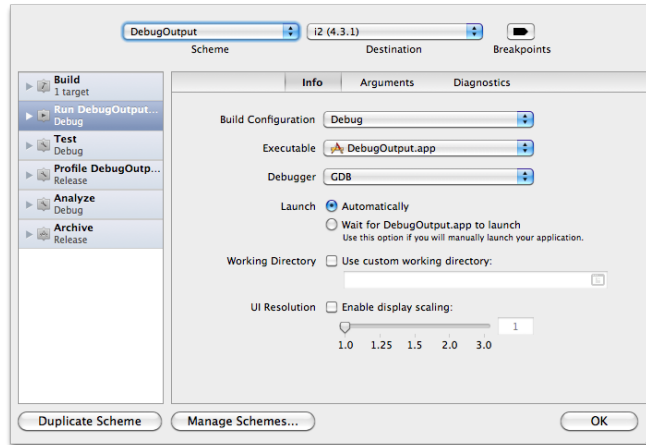 DebugOutput i2 (4.3.1)
Scheme Destination Breakpoints
Build
1 target
Run DebugOutput...
Debug
Test
Debug
Profile DebugOutp...
Release
Analyze
Debug
Archive
Release
Info Arguments Diagnostics
Build Configuration Debug
Executable DebugOutput.app
Debugger GDB
Launch Automatically
Wait for DebugOutput.app to launch
Use this option if you will manually launch your application.
Working Directory Use custom working directory:
UI Resolution Enable display scaling:
1
1.0 1.25 1.5 2.0 3.0
Duplicate Scheme Manage Schemes... OK